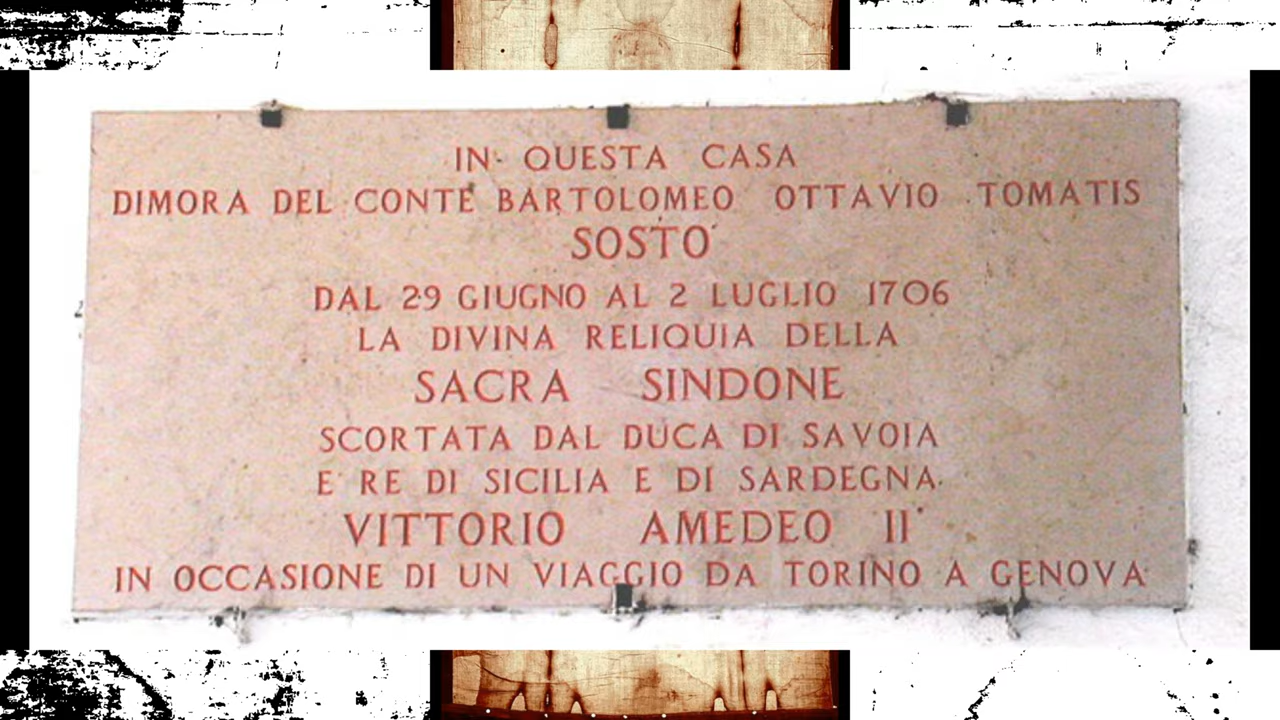 IN QUESTA CASA
DIMORA DEL CONTE BARTOLOMEO OTTAVIO TOMATIS
SOSTO'
DAL 29 GIUGNO AL 2 LUGLIO 1706
LA DIVINA RELIQUIA DELLA
SACRA SINDONE
SCORTATA DAL DUCA DI SAVOIA
E RE DI SICILIA E DI SARDEGNA
VITTORIO AMEDEO II°
IN OCCASIONE DI UN VIAGGIO DA TORINO A GENOVA